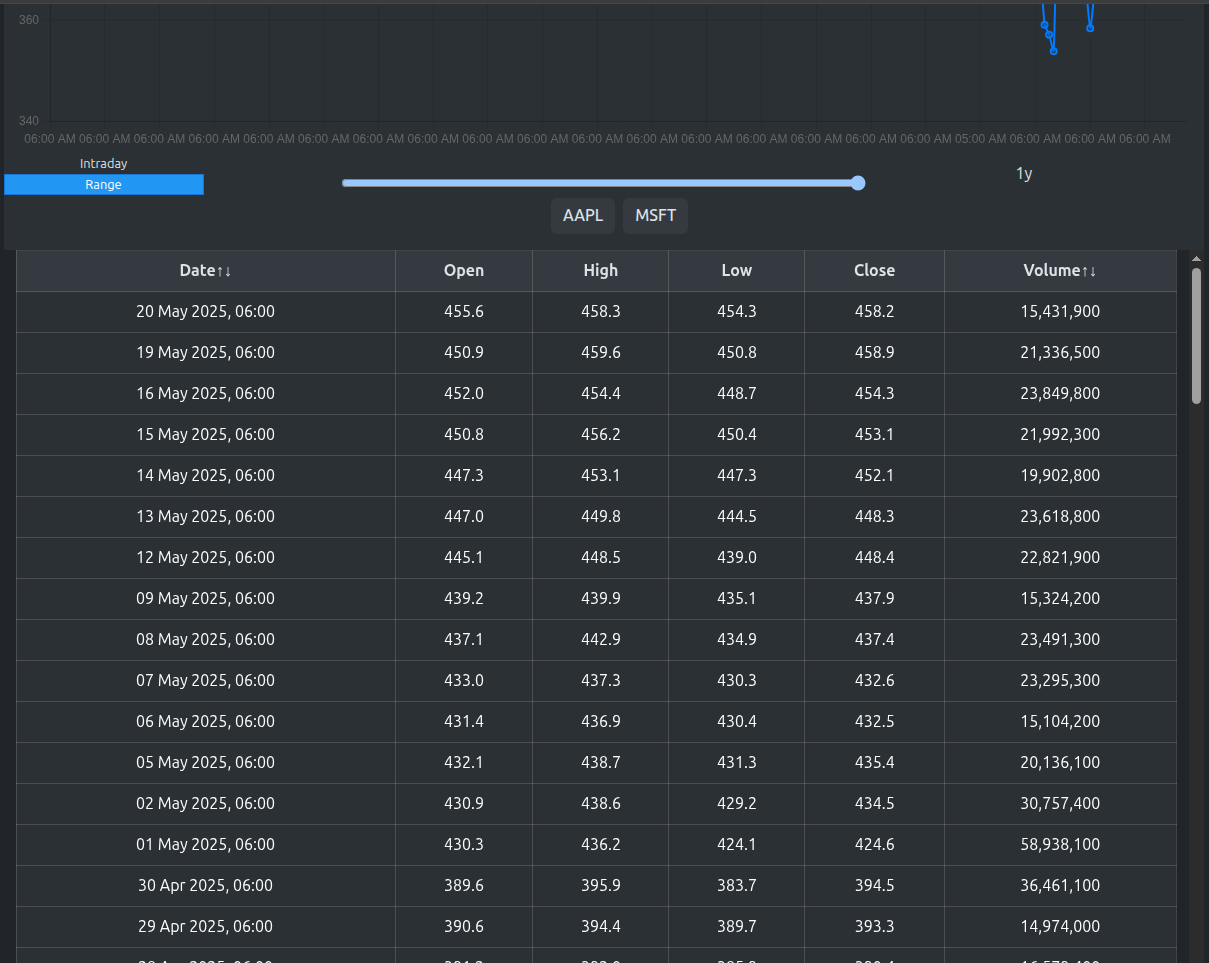 360
340
06:00 AM 06:00 AM 06:00 AM 06:00 AM 06:00 AM 06:00 AM 06:00 AM 06:00 AM 06:00 AM 06:00 AM 06:00 AM 06:00 AM 06:00 AM 06:00 AM 06:00 AM 06:00 AM 06:00 AM 05:00 AM 06:00 AM 06:00 AM 06:00 AM
Intraday
Range
1y
AAPL MSFT
Date↑↓ Open High Low Close Volume↑↓
20 May 2025, 06:00 455.6 458.3 454.3 458.2 15,431,900
19 May 2025, 06:00 450.9 459.6 450.8 458.9 21,336,500
16 May 2025, 06:00 452.0 454.4 448.7 454.3 23,849,800
15 May 2025, 06:00 450.8 456.2 450.4 453.1 21,992,300
14 May 2025, 06:00 447.3 453.1 447.3 452.1 19,902,800
13 May 2025, 06:00 447.0 449.8 444.5 448.3 23,618,800
12 May 2025, 06:00 445.1 448.5 439.0 448.4 22,821,900
09 May 2025, 06:00 439.2 439.9 435.1 437.9 15,324,200
08 May 2025, 06:00 437.1 442.9 434.9 437.4 23,491,300
07 May 2025, 06:00 433.0 437.3 430.3 432.6 23,295,300
06 May 2025, 06:00 431.4 436.9 430.4 432.5 15,104,200
05 May 2025, 06:00 432.1 438.7 431.3 435.4 20,136,100
02 May 2025, 06:00 430.9 438.6 429.2 434.5 30,757,400
01 May 2025, 06:00 430.3 436.2 424.1 424.6 58,938,100
30 Apr 2025, 06:00 389.6 395.9 383.7 394.5 36,461,100
29 Apr 2025, 06:00 390.6 394.4 389.7 393.3 14,974,000